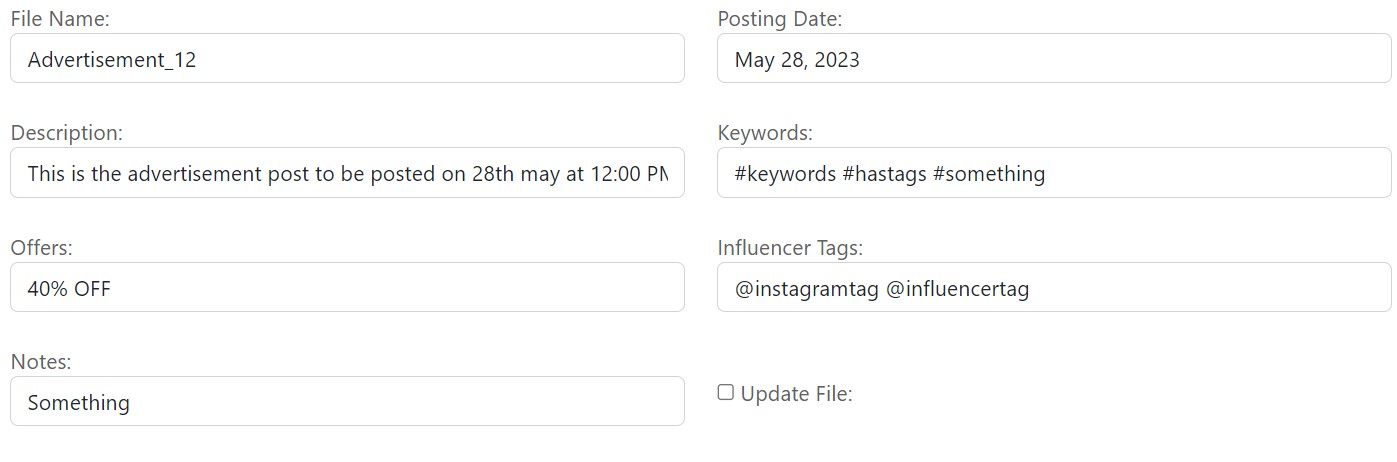 File Name:
Advertisement_12
Posting Date:
May 28, 2023
Description:
This is the advertisement post to be posted on 28th may at 12:00
Keywords:
#keywords #hastags #something
Offers:
40% OFF
Influencer Tags:
@instagramtag @influencertag
Notes:
Something
Update File: